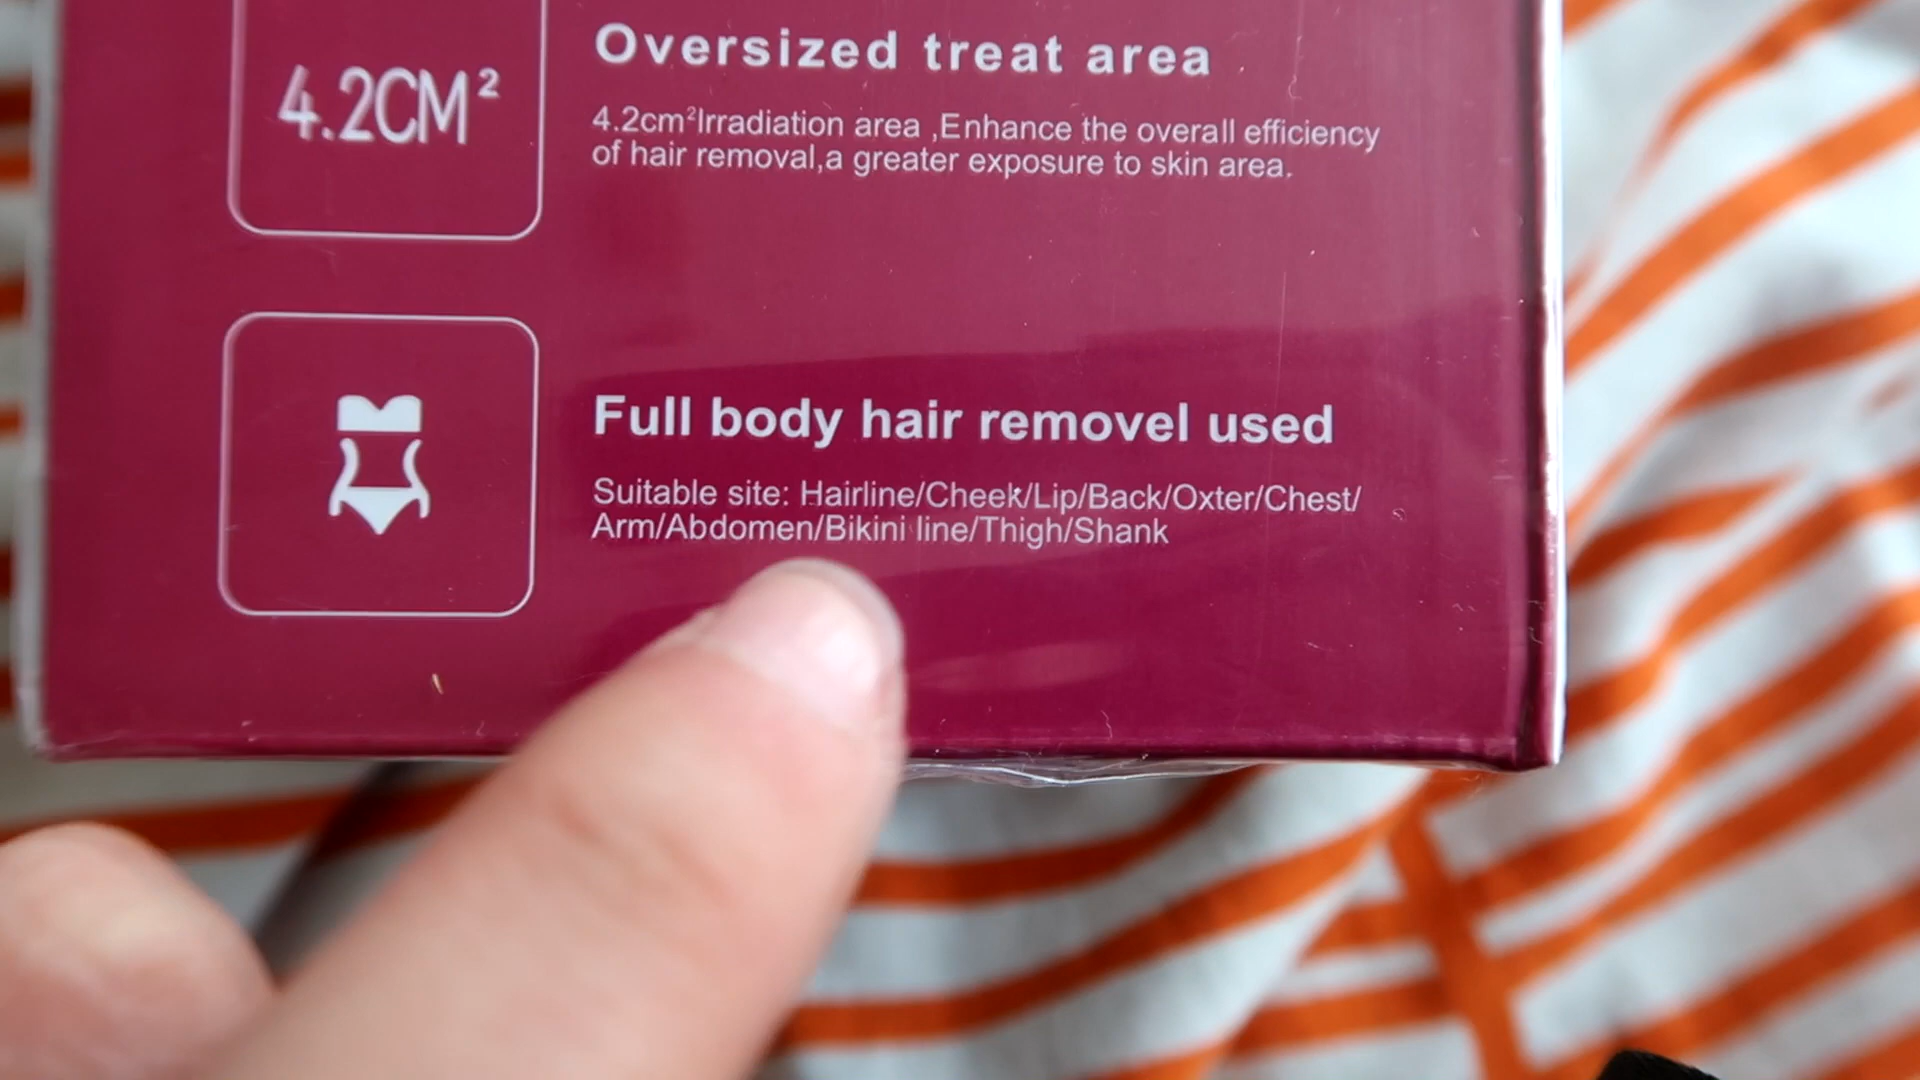 4.2CM²
Oversized treat area
4.2cm²Irradiation area ,Enhance the overall efficiency
of hair removal,a greater exposure to skin area.
Full body hair removel used
Suitable site: Hairline/Cheek/Lip/Back/Oxter/Chest/
Arm/Abdomen/Bikini line/Thigh/Shank